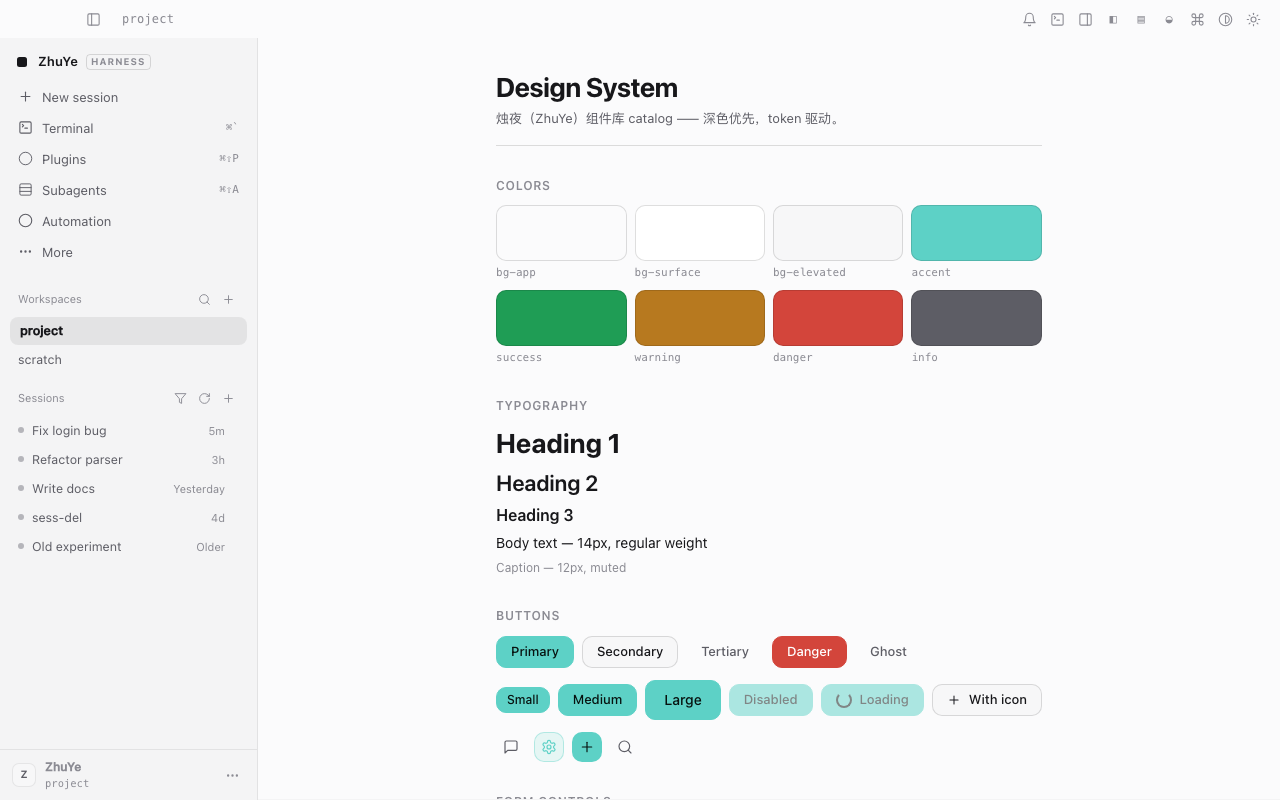 project
ZhuYe HARNESS
New session
Terminal ⌘`
Plugins ⌘⇧P
Subagents ⌘⇧A
Automation
More
Workspaces
project
scratch
Sessions
Fix login bug 5m
Refactor parser 3h
Write docs Yesterday
sess-del 4d
Old experiment Older
Z ZhuYe
project
Design System
烛夜（ZhuYe）组件库 catalog —— 深色优先，token 驱动。
COLORS
bg-app bg-surface bg-elevated accent
success warning danger info
TYPOGRAPHY
Heading 1
Heading 2
Heading 3
Body text — 14px, regular weight
Caption — 12px, muted
BUTTONS
Primary Secondary Tertiary Danger Ghost
Small Medium Large Disabled Loading With icon
FORM CONTROLS